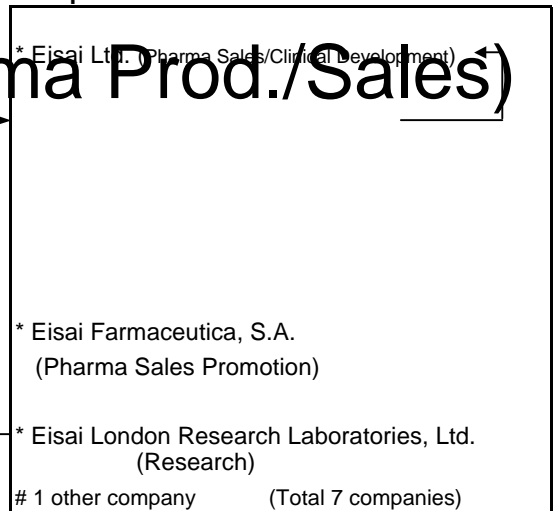 * Eisai Ltd. (Pharma Sales/Clinical Development)
ma Prod./Sales)
* Eisai Farmaceutica, S.A.
(Pharma Sales Promotion)
* Eisai London Research Laboratories, Ltd.
(Research)
# 1 other company (Total 7 companies)